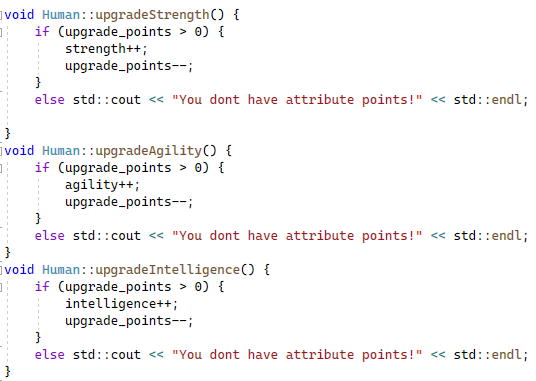 void Human::upgradeStrength() {
    if (upgrade_points > 0) {
        strength++;
        upgrade_points--;
    }
    else std::cout << "You dont have attribute points!" << std::endl;

}
void Human::upgradeAgility() {
    if (upgrade_points > 0) {
        agility++;
        upgrade_points--;
    }
    else std::cout << "You dont have attribute points!" << std::endl;
}
void Human::upgradeIntelligence() {
    if (upgrade_points > 0) {
        intelligence++;
        upgrade_points--;
    }
    else std::cout << "You dont have attribute points!" << std::endl;
}